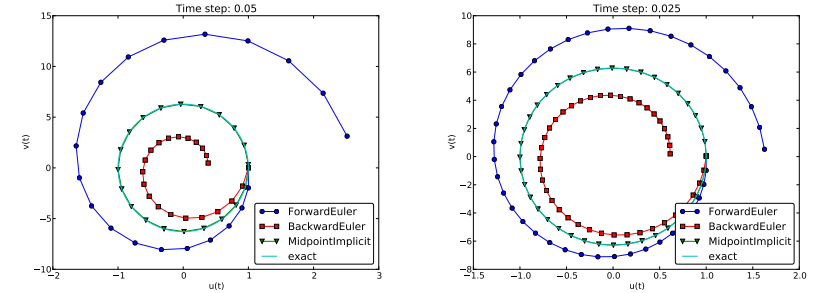 Time step: 0.05
15
10
5
0
−5
−10
v(t)
−2
−1
0
1
2
3
u(t)
ForwardEuler
BackwardEuler
MidpointImplicit
exact
Time step: 0.025
10
8
6
4
2
0
−2
−4
−6
−8
v(t)
−1.5
−1.0
−0.5
0.0
0.5
1.0
1.5
2.0
u(t)
ForwardEuler
BackwardEuler
MidpointImplicit
exact